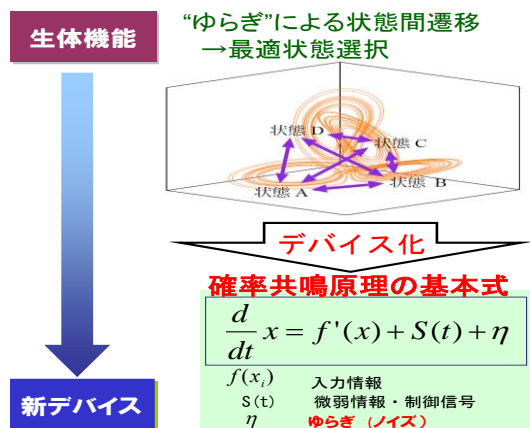 生体機能
“ゆらぎ”による状態間遷移
→最適状態選択
状態 D
状態 C
状態 A
状態 B
デバイス化
確率共鳴原理の基本式
d/dt x = f'(x) + S(t) + η
f(x_i) 入力情報
S(t) 微弱情報・制御信号
η ゆらぎ (ノイズ)
新デバイス